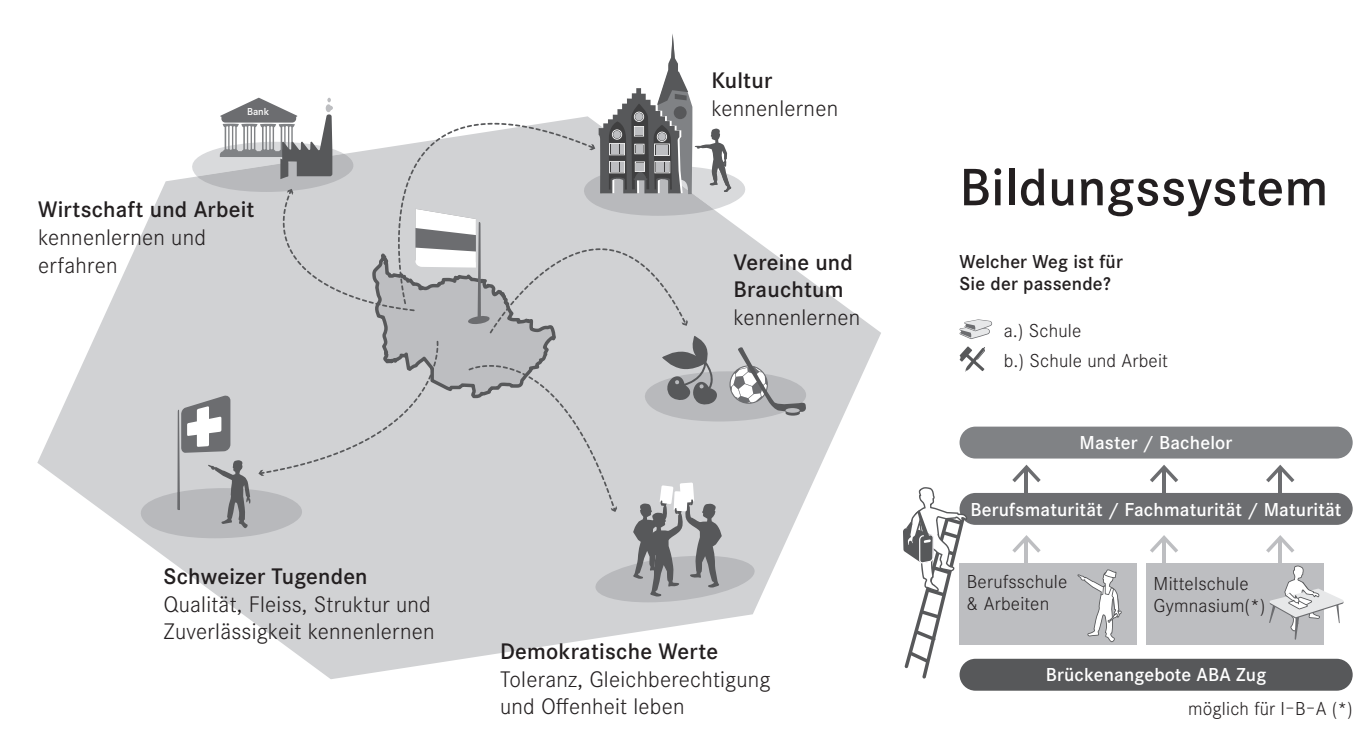 Bank
Kultur
kennenlernen
Wirtschaft und Arbeit
kennenlernen und
erfahren
Vereine und
Brauchtum
kennenlernen
Schweizer Tugenden
Qualität, Fleiss, Struktur und
Zuverlässigkeit kennenlernen
Demokratische Werte
Toleranz, Gleichberechtigung
und Offenheit leben
Bildungssystem
Welcher Weg ist für
Sie der passende?
a.) Schule
b.) Schule und Arbeit
Master / Bachelor
Berufsmaturität / Fachmaturität / Maturität
Berufsschule
& Arbeiten
Mittelschule
Gymnasium(*)
Brückenangebote ABA Zug
möglich für I-B-A (*)